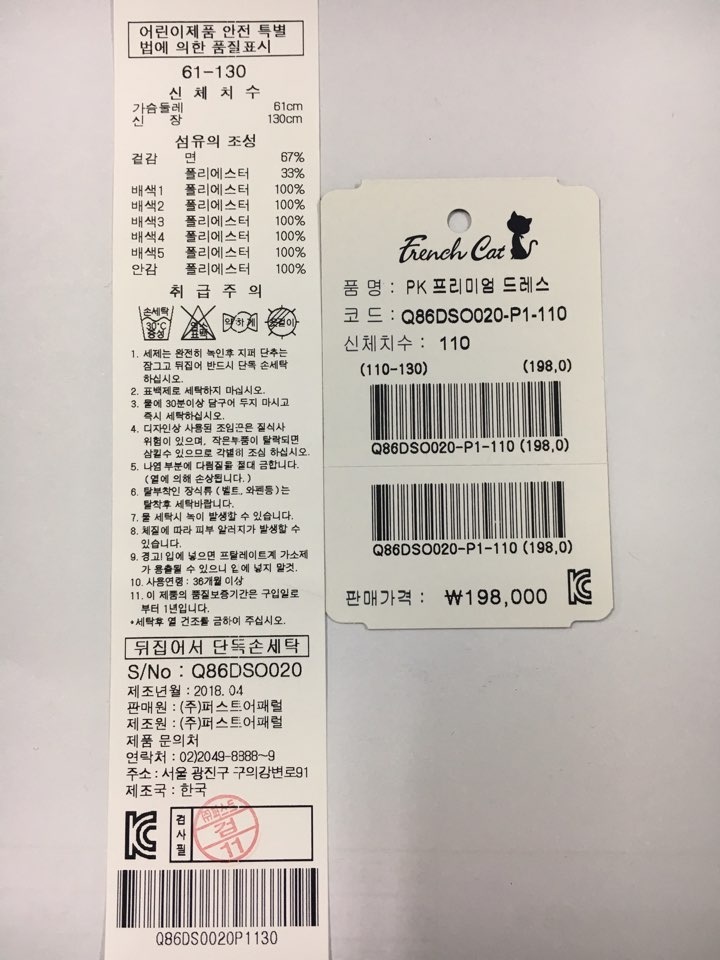 어린이제품 안전 특별
법에 의한 품질표시
61-130
신 체 치 수
가슴둘레 61cm
신 장 130cm
섬유의 조성
겉감 면 67%
폴리에스터 33%
배색1 폴리에스터 100%
배색2 폴리에스터 100%
배색3 폴리에스터 100%
배색4 폴리에스터 100%
배색5 폴리에스터 100%
안감 폴리에스터 100%
취 급 주 의
손세탁
30℃
중성
염소
표백
약하게
옷걸이
1. 세제는 완전히 녹인후 지퍼 단추는
잠그고 뒤집어 반드시 단독 손세탁
하십시오.
2. 표백제로 세탁하지 마십시오.
3. 물에 30분이상 담구어 두지 마시고
즉시 세탁하십시오.
4. 디자인상 사용된 조임끈은 질식사
위험이 있으며, 작은부품이 탈락되면
삼킬수 있으므로 각별히 조심 하십시오.
5. 나염 부분에 다림질을 절대 금합니다.
(열에 의해 손상됩니다.)
6. 탈부착인 장식류 (벨트, 와펜등)는
탈착후 세탁바랍니다.
7. 물 세탁시 녹이 발생할 수 있습니다.
8. 체질에 따라 피부 알러지가 발생할 수
있습니다.
9. 경고! 입에 넣으면 프탈레이트계 가소제
가 용출될 수 있으니 입에 넣지 말것.
10. 사용연령 : 36개월 이상
11. 이 제품의 품질보증기간은 구입일로
부터 1년입니다.
*세탁후 열 건조를 금하여 주십시오.
뒤집어서 단독손세탁
S/No : Q86DSO020
제조년월 : 2018. 04
판매원 : (주)퍼스트어패럴
제조원 : (주)퍼스트어패럴
제품 문의처
연락처 : 02)2049-8888~9
주소 : 서울 광진구 구의강변로91
제조국 : 한국
KC
검사필
㈜퍼스트
검
11
Q86DS0020P1130
French Cat
품 명 : PK 프리미엄 드레스
코 드 : Q86DSO020-P1-110
신체치수 : 110
(110-130) (198,0)
Q86DSO020-P1-110 (198,0)
Q86DSO020-P1-110 (198,0)
판매가격 : ₩198,000
KC